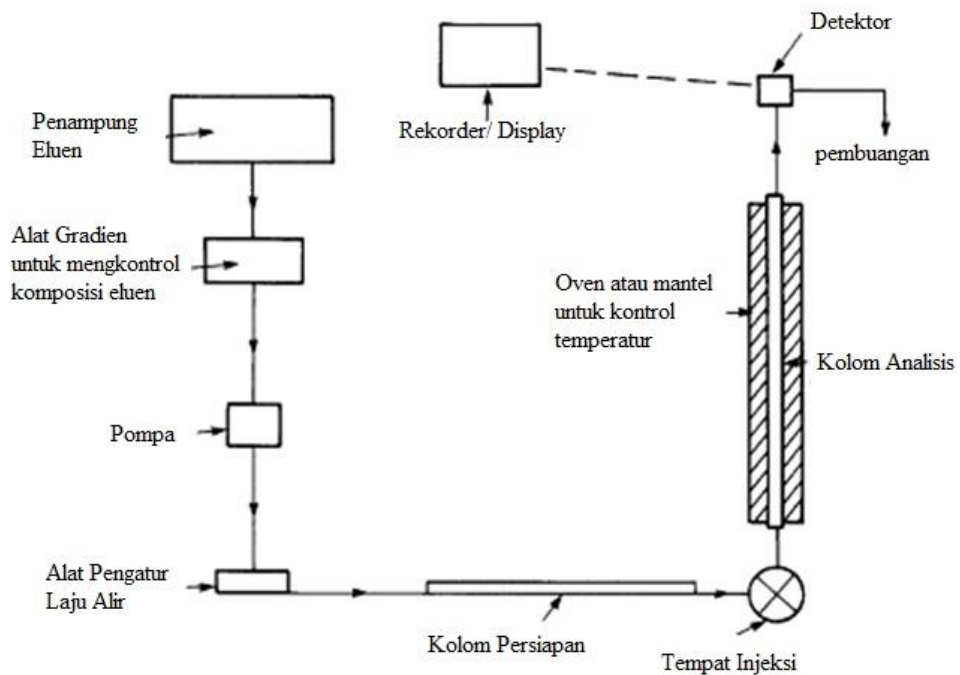 Detektor
Penampung
Eluen
Rekorder/ Display
pembuangan
Alat Gradien
untuk mengkontrol
komposisi eluen
Oven atau mantel
untuk kontrol
temperatur
Kolom Analisis
Pompa
Alat Pengatur
Laju Alir
Kolom Persiapan
Tempat Injeksi